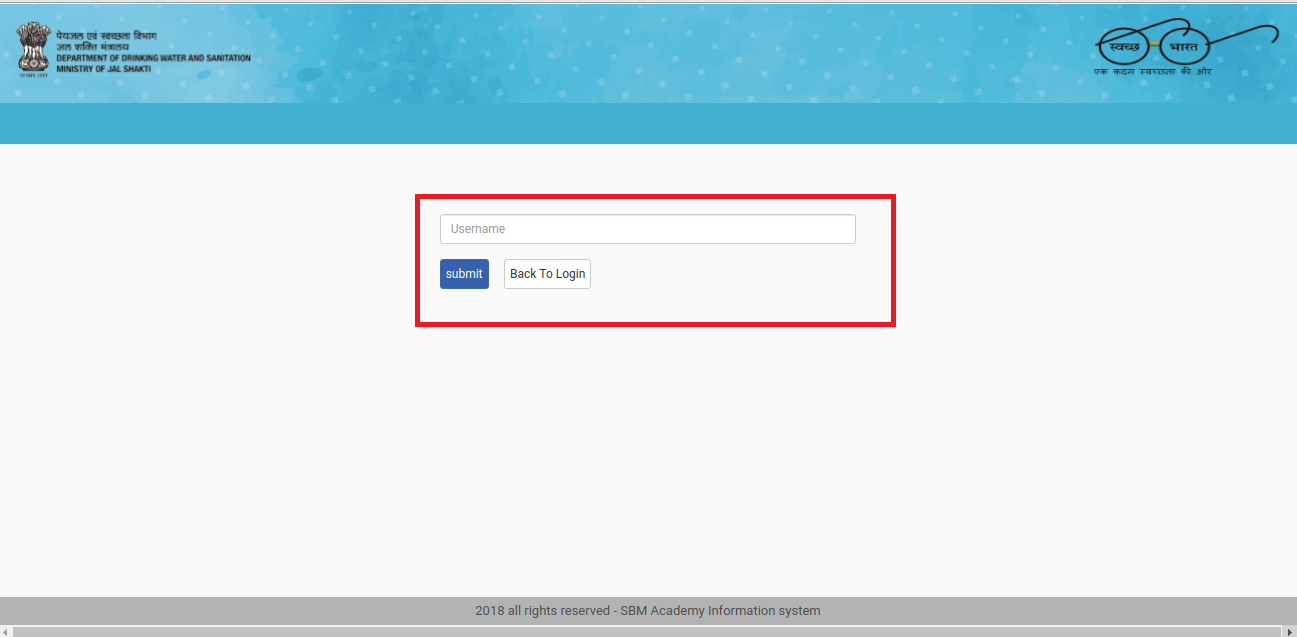 पेयजल एवं स्वच्छता विभाग
जल शक्ति मंत्रालय
DEPARTMENT OF DRINKING WATER AND SANITATION
MINISTRY OF JAL SHAKTI
स्वच्छ भारत
एक कदम स्वच्छता की ओर
Username
submit Back To Login
2018 all rights reserved - SBM Academy Information system